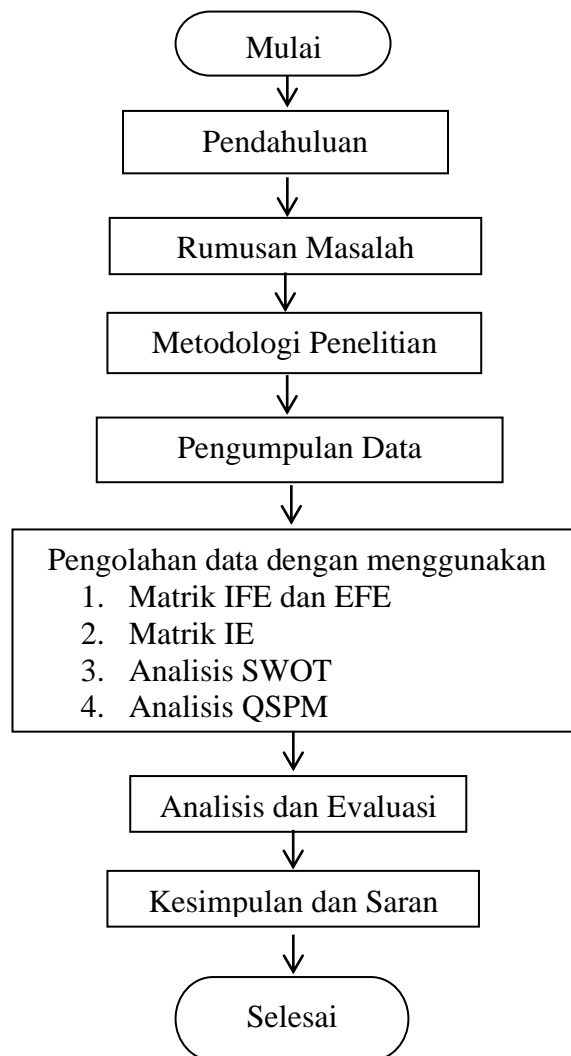 Mulai
Pendahuluan
Rumusan Masalah
Metodologi Penelitian
Pengumpulan Data
Pengolahan data dengan menggunakan
1. Matrik IFE dan EFE
2. Matrik IE
3. Analisis SWOT
4. Analisis QSPM
Analisis dan Evaluasi
Kesimpulan dan Saran
Selesai